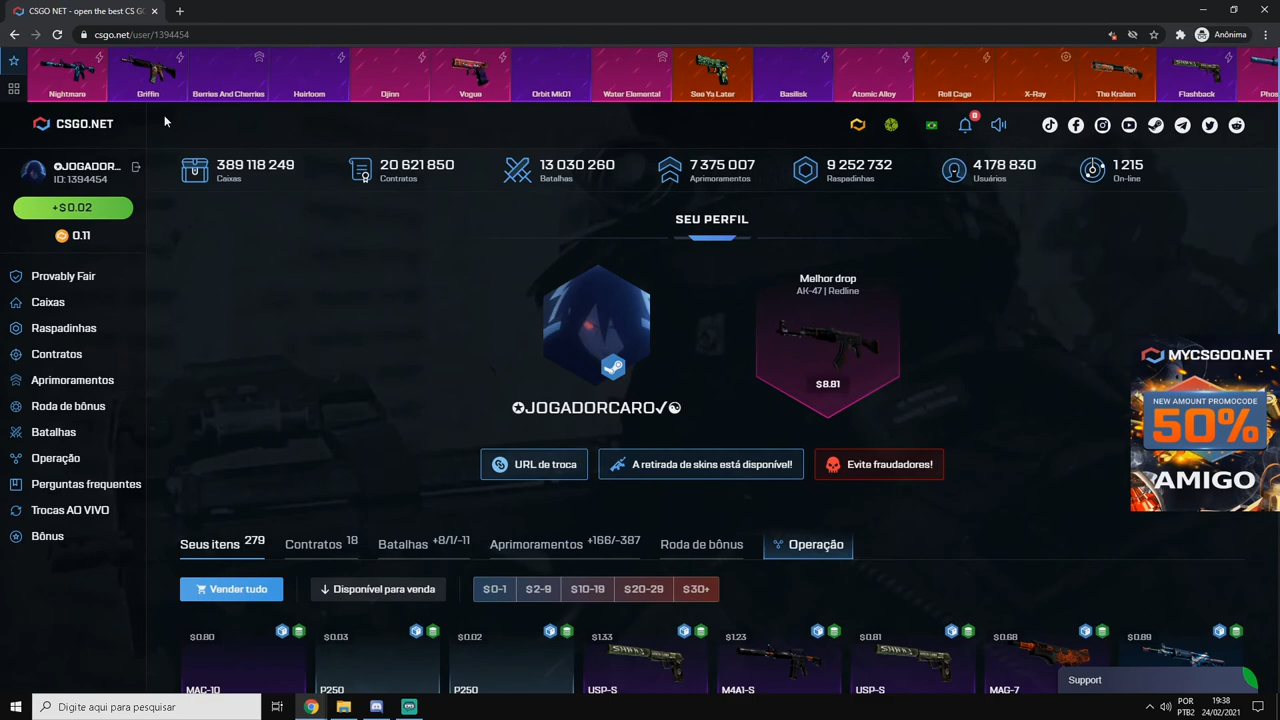 CSGO NET - open the best CS G
csgo.net/user/1394454
Anônima
Nightmare
Griffin
Berries And Cherries
Heirloom
Djinn
Vogue
Orbit Mk01
Water Elemental
See Ya Later
Basilisk
Atomic Alloy
Roll Cage
X-Ray
The Kraken
Flashback
Phos
CSGO.NET
8
✪JOGADOR...
ID: 1394454
+$0.02
0.11
389 118 249
Caixas
20 621 850
Contratos
13 030 260
Batalhas
7 375 007
Aprimoramentos
9 252 732
Raspadinhas
4 178 830
Usuários
1 215
On-line
Provably Fair
Caixas
Raspadinhas
Contratos
Aprimoramentos
Roda de bônus
Batalhas
Operação
Perguntas frequentes
Trocas AO VIVO
Bônus
SEU PERFIL
✪JOGADORCARO✓☯
Melhor drop
AK-47 | Redline
$8.81
URL de troca
A retirada de skins está disponível!
Evite fraudadores!
MYCSGOO.NET
NEW AMOUNT PROMOCODE
50%
AMIGO
Seus itens 279
Contratos 18
Batalhas +8/1/-11
Aprimoramentos +166/-387
Roda de bônus
Operação
Vender tudo
Disponível para venda
$0-1
$2-9
$10-19
$20-29
$30+
$0.80
MAC-10
$0.03
P250
$0.02
P250
$1.33
USP-S
$1.23
M4A1-S
$0.81
USP-S
$0.68
MAG-7
$0.89
Support
Digite aqui para pesquisar
POR
PTB2
19:38
24/02/2021